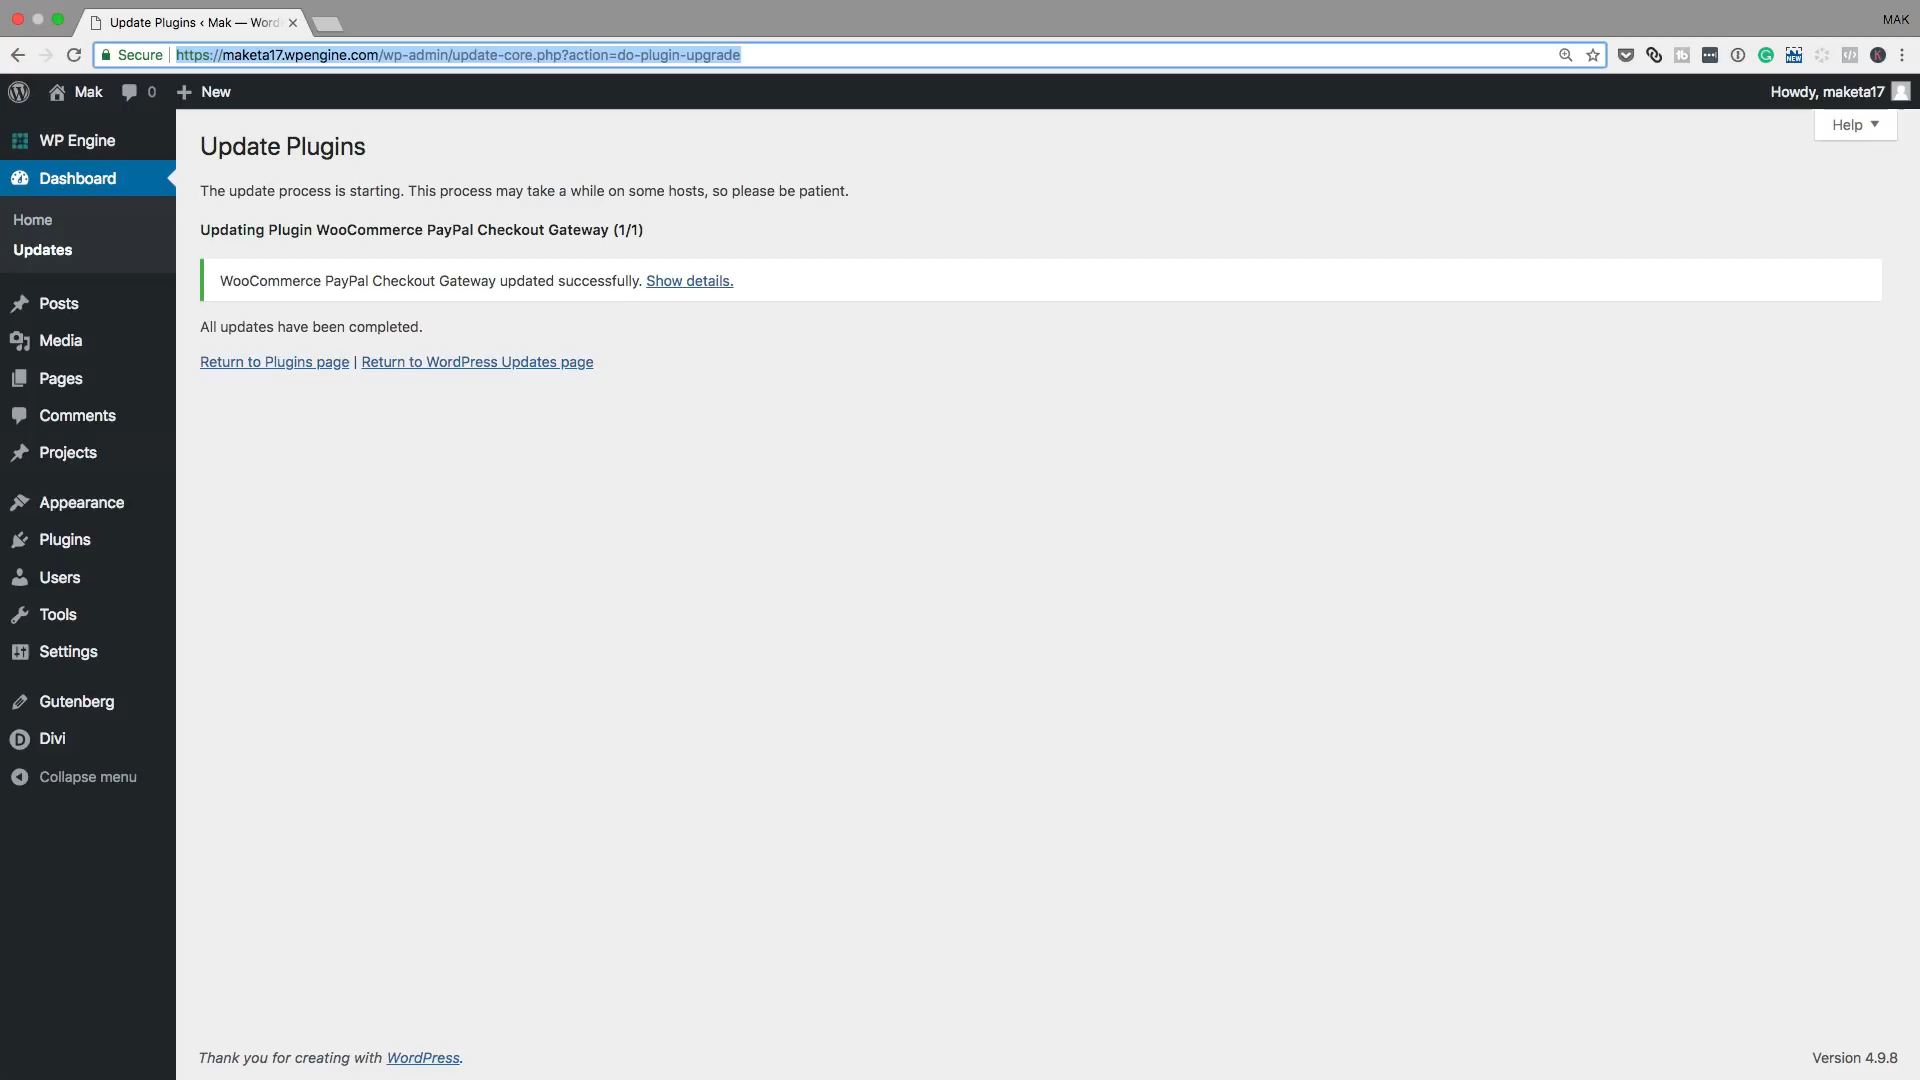 Update Plugins ‹ Mak — Word
MAK
Secure
https://maketa17.wpengine.com/wp-admin/update-core.php?action=do-plugin-upgrade
Mak
0
New
Howdy, maketa17
Help
WP Engine
Dashboard
Home
Updates
Posts
Media
Pages
Comments
Projects
Appearance
Plugins
Users
Tools
Settings
Gutenberg
Divi
Collapse menu
Update Plugins
The update process is starting. This process may take a while on some hosts, so please be patient.
Updating Plugin WooCommerce PayPal Checkout Gateway (1/1)
WooCommerce PayPal Checkout Gateway updated successfully. Show details.
All updates have been completed.
Return to Plugins page | Return to WordPress Updates page
Thank you for creating with WordPress.
Version 4.9.8